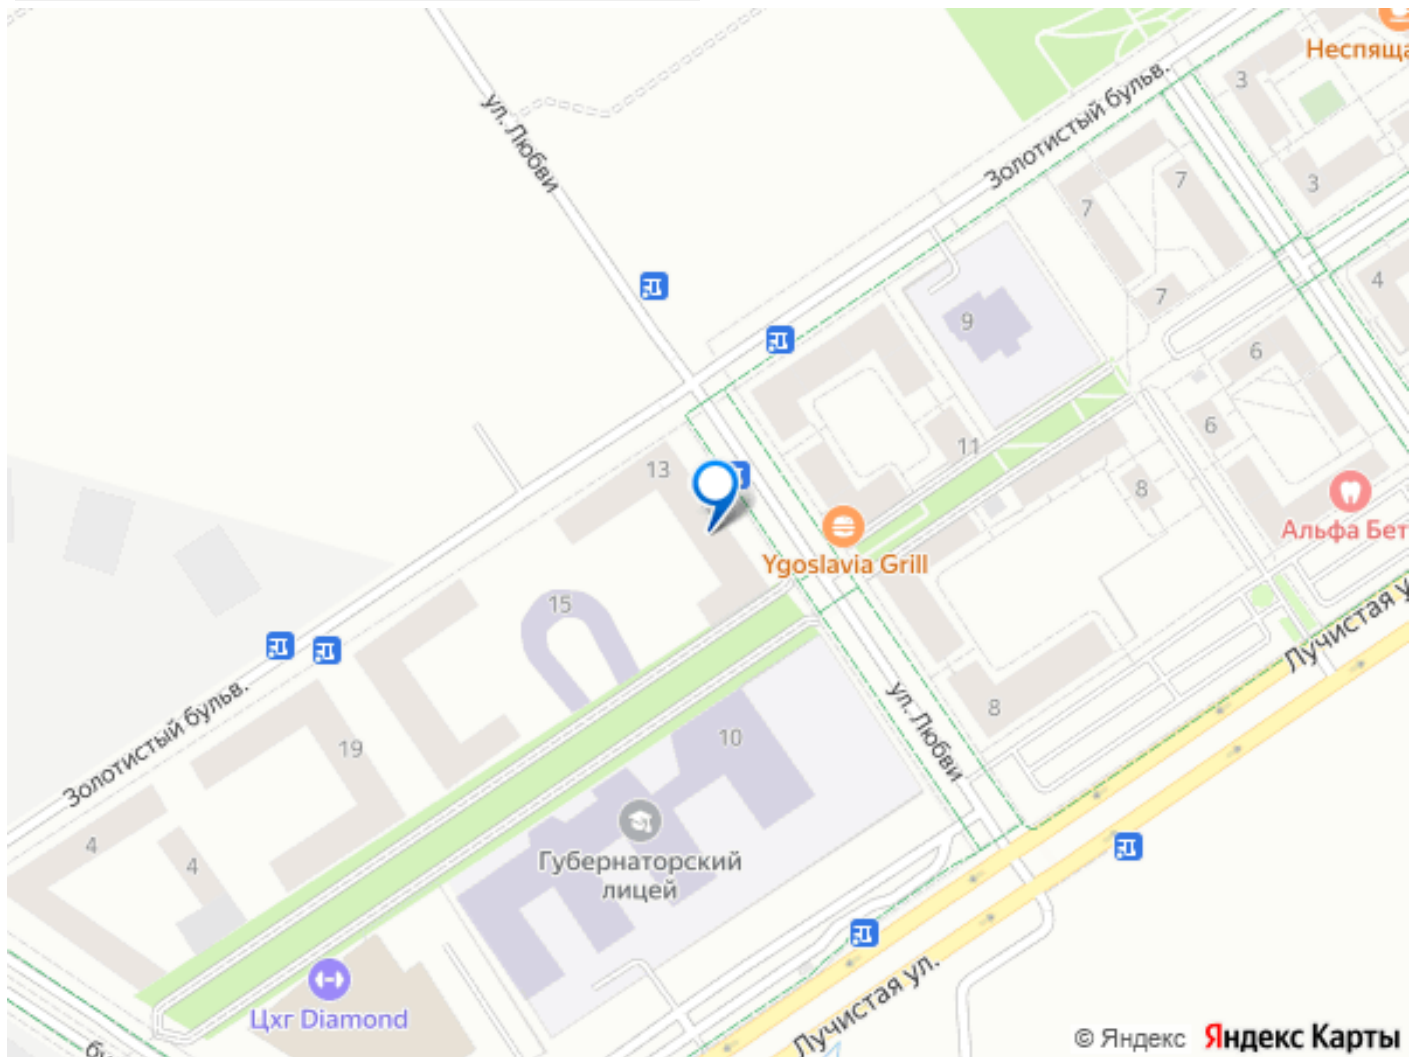 Неспяща
3
Золотистый бульв.
ул. Любви
7
7
3
7
4
9
6
6
11
13
8
Альфа Бет
Ygoslavia Grill
15
Лучистая у
8
ул. Любви
10
Золотистый бульв.
19
4
4
Губернаторский
лицей
Лучистая ул.
Цхг Diamond
© Яндекс Яндекс Карты